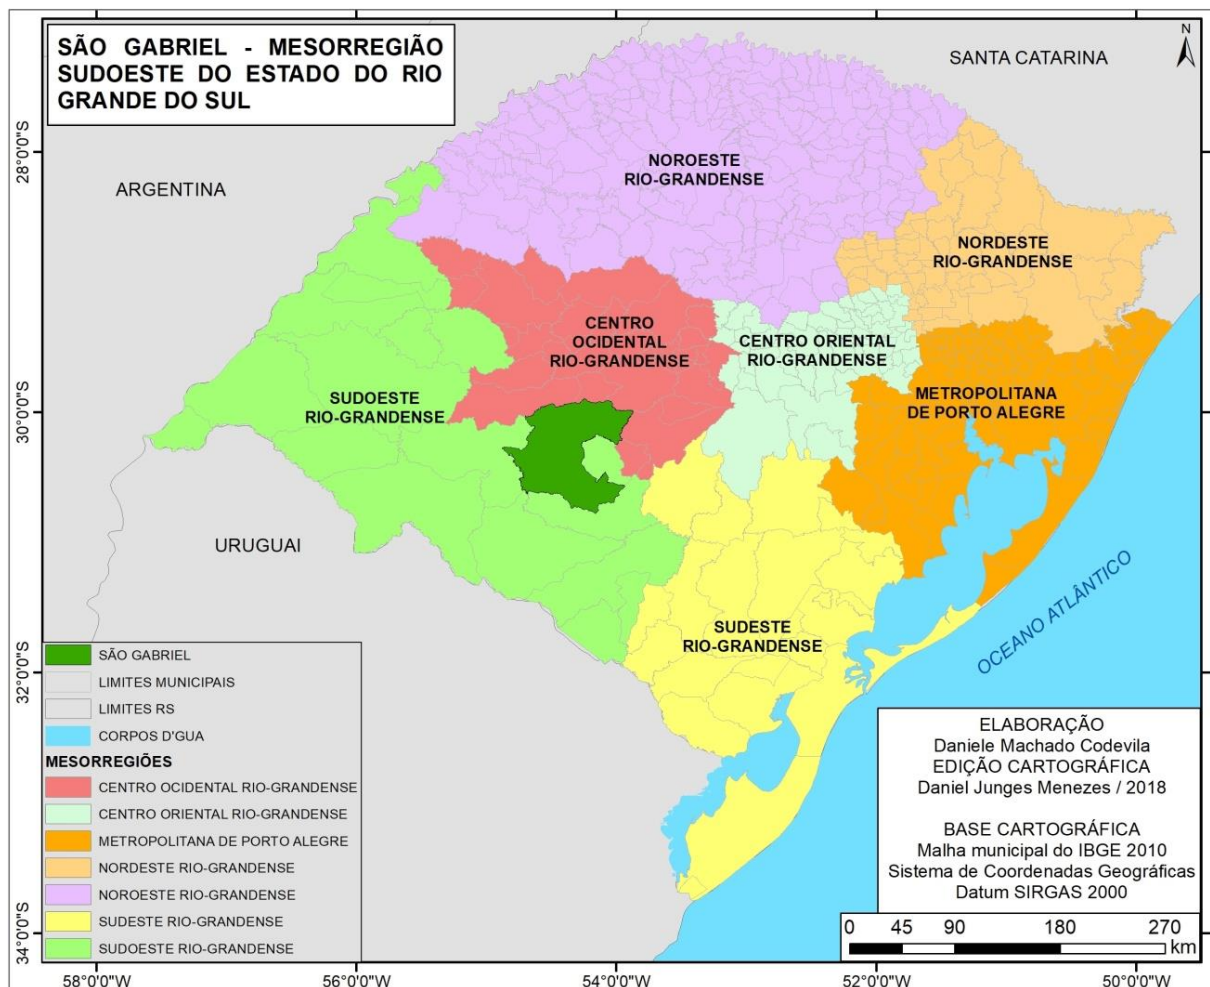 SÃO GABRIEL - MESORREGIÃO
SUDOESTE DO ESTADO DO RIO
GRANDE DO SUL
N
SANTA CATARINA
ARGENTINA
URUGUAI
OCEANO ATLÂNTICO
NOROESTE
RIO-GRANDENSE
NORDESTE
RIO-GRANDENSE
CENTRO
OCIDENTAL
RIO-GRANDENSE
CENTRO ORIENTAL
RIO-GRANDENSE
METROPOLITANA
DE PORTO ALEGRE
SUDOESTE
RIO-GRANDENSE
SUDESTE
RIO-GRANDENSE
28°0'0"S
30°0'0"S
32°0'0"S
34°0'0"S
SÃO GABRIEL
LIMITES MUNICIPAIS
LIMITES RS
CORPOS D'GUA
MESORREGIÕES
CENTRO OCIDENTAL RIO-GRANDENSE
CENTRO ORIENTAL RIO-GRANDENSE
METROPOLITANA DE PORTO ALEGRE
NORDESTE RIO-GRANDENSE
NOROESTE RIO-GRANDENSE
SUDESTE RIO-GRANDENSE
SUDOESTE RIO-GRANDENSE
ELABORAÇÃO
Daniele Machado Codevila
EDIÇÃO CARTOGRÁFICA
Daniel Junges Menezes / 2018
BASE CARTOGRÁFICA
Malha municipal do IBGE 2010
Sistema de Coordenadas Geográficas
Datum SIRGAS 2000
0 45 90 180 270
km
58°0'0"W 56°0'0"W 54°0'0"W 52°0'0"W 50°0'0"W